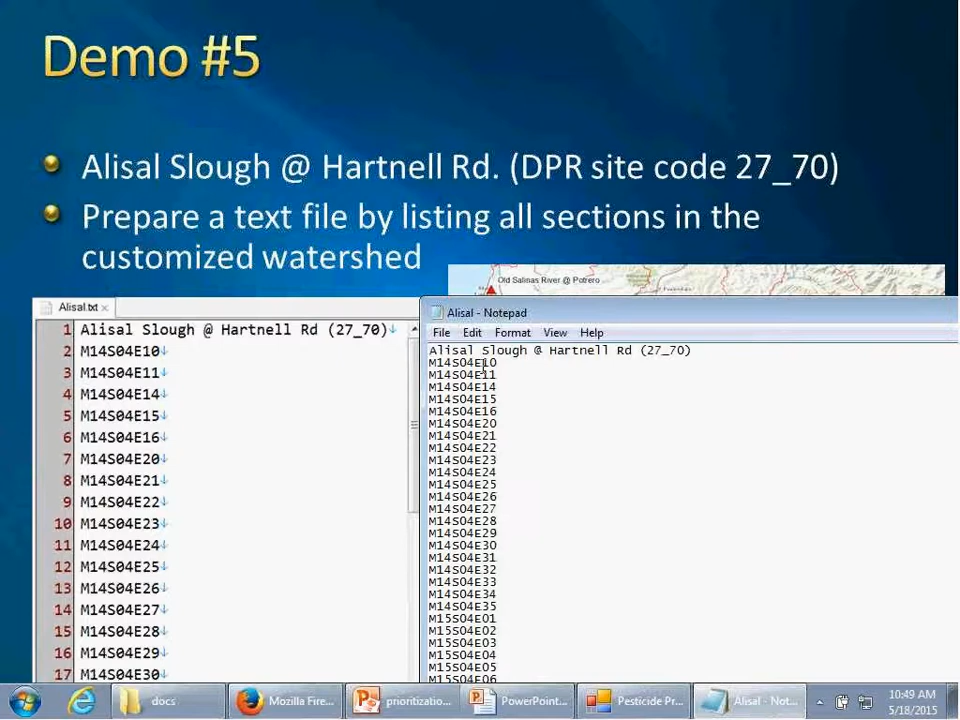 Demo #5
Alisal Slough @ Hartnell Rd. (DPR site code 27_70)
Prepare a text file by listing all sections in the
customized watershed
Old Salinas River @ Potrero
Alisal.txt
1 Alisal Slough @ Hartnell Rd (27_70)
2 M14S04E10
3 M14S04E11
4 M14S04E14
5 M14S04E15
6 M14S04E16
7 M14S04E20
8 M14S04E21
9 M14S04E22
10 M14S04E23
11 M14S04E24
12 M14S04E25
13 M14S04E26
14 M14S04E27
15 M14S04E28
16 M14S04E29
17 M14S04E30
Alisal - Notepad
File Edit Format View Help
Alisal Slough @ Hartnell Rd (27_70)
M14S04E10
M14S04E11
M14S04E14
M14S04E15
M14S04E16
M14S04E20
M14S04E21
M14S04E22
M14S04E23
M14S04E24
M14S04E25
M14S04E26
M14S04E27
M14S04E28
M14S04E29
M14S04E30
M14S04E31
M14S04E32
M14S04E33
M14S04E34
M14S04E35
M15S04E01
M15S04E02
M15S04E03
M15S04E04
M15S04E05
M15S04E06
docs
Mozilla Fire...
prioritizatio...
PowerPoint...
Pesticide Pr...
Alisal - Not...
10:49 AM
5/18/2015